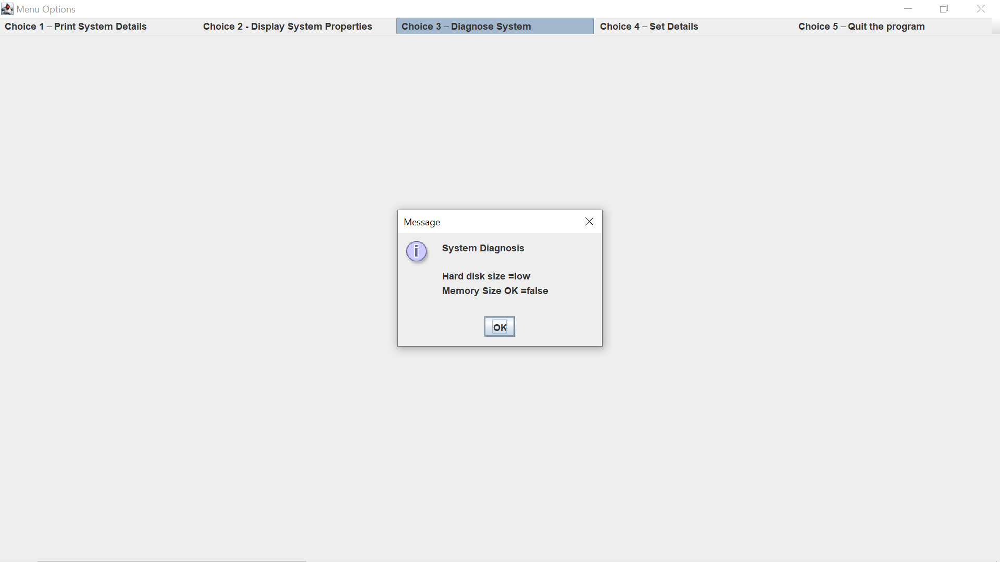 Menu Options
Choice 1 – Print System Details
Choice 2 - Display System Properties
Choice 3 – Diagnose System
Choice 4 – Set Details
Choice 5 – Quit the program
Message
i
System Diagnosis
Hard disk size =low
Memory Size OK =false
OK